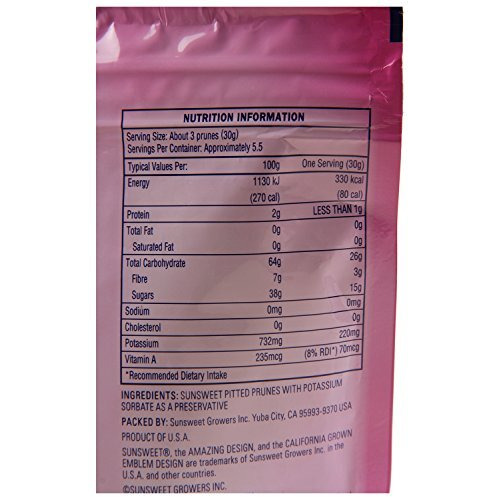 NUTRITION INFORMATION
Serving Size: About 3 prunes (30g)
Servings Per Container: Approximately 5.5
Typical Values Per: 100g One Serving (30g)
Energy 1130 kJ 330 kcal
(270 cal) (80 cal)
Protein 2g LESS THAN 1g
Total Fat 0g 0g
Saturated Fat 0g 0g
Total Carbohydrate 64g 26g
Fibre 7g 3g
Sugars 38g 15g
Sodium 0mg 0mg
Cholesterol 0g 0g
Potassium 732mg 220mg
Vitamin A 235mcg (8% RDI*) 70mcg
*Recommended Dietary Intake
INGREDIENTS: SUNSWEET PITTED PRUNES WITH POTASSIUM
SORBATE AS A PRESERVATIVE
PACKED BY: Sunsweet Growers Inc. Yuba City, CA 95993-9370 USA
PRODUCT OF U.S.A.
SUNSWEET®, the AMAZING DESIGN, and the CALIFORNIA GROWN
EMBLEM DESIGN are trademarks of Sunsweet Growers Inc. in the
U.S.A. and other countries.
©SUNSWEET GROWERS INC.